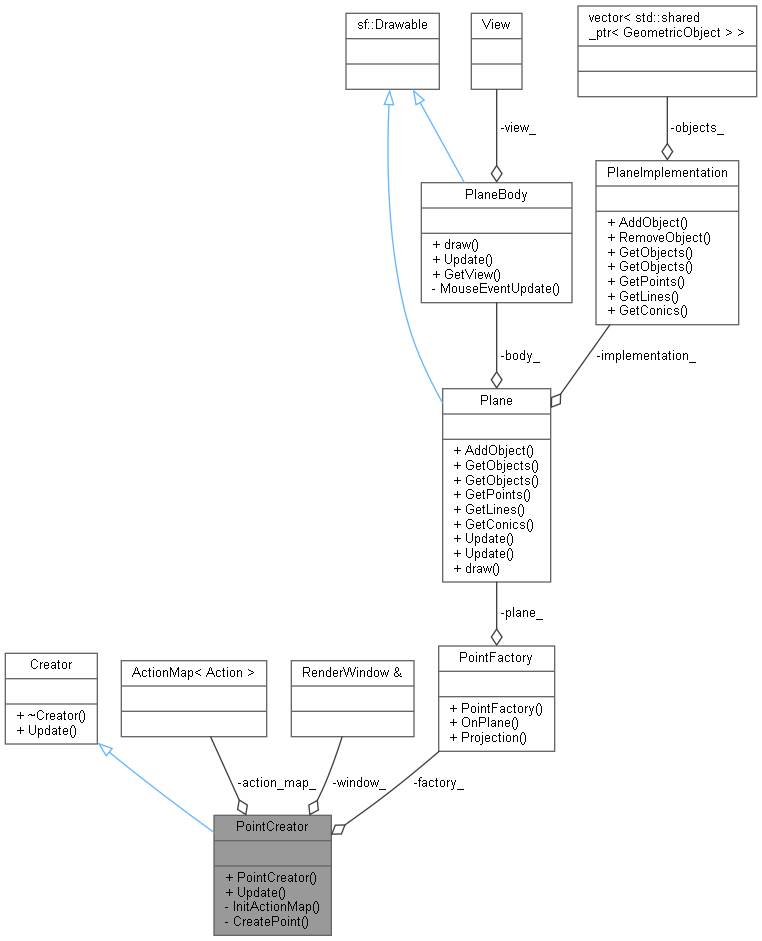 sf::Drawable
View
vector< std::shared
_ptr< GeometricObject > >
-view_
-objects_
PlaneBody
+ draw()
+ Update()
+ GetView()
- MouseEventUpdate()
PlaneImplementation
+ AddObject()
+ RemoveObject()
+ GetObjects()
+ GetObjects()
+ GetPoints()
+ GetLines()
+ GetConics()
-body_
-implementation_
Plane
+ AddObject()
+ GetObjects()
+ GetObjects()
+ GetPoints()
+ GetLines()
+ GetConics()
+ Update()
+ Update()
+ draw()
-plane_
Creator
+ ~Creator()
+ Update()
ActionMap< Action >
RenderWindow &
PointFactory
+ PointFactory()
+ OnPlane()
+ Projection()
-action_map_
-window_
-factory_
PointCreator
+ PointCreator()
+ Update()
- InitActionMap()
- CreatePoint()